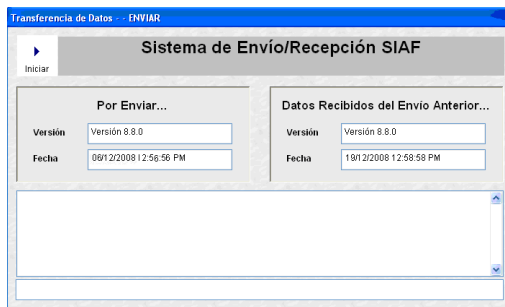 Transferencia de Datos - - ENVIAR
Sistema de Envío/Recepción SIAF
Iniciar
Por Enviar...
Versión Versión 8.8.0
Fecha 06/12/2008 12:56:56 PM
Datos Recibidos del Envío Anterior...
Versión Versión 8.8.0
Fecha 19/12/2008 12:58:58 PM